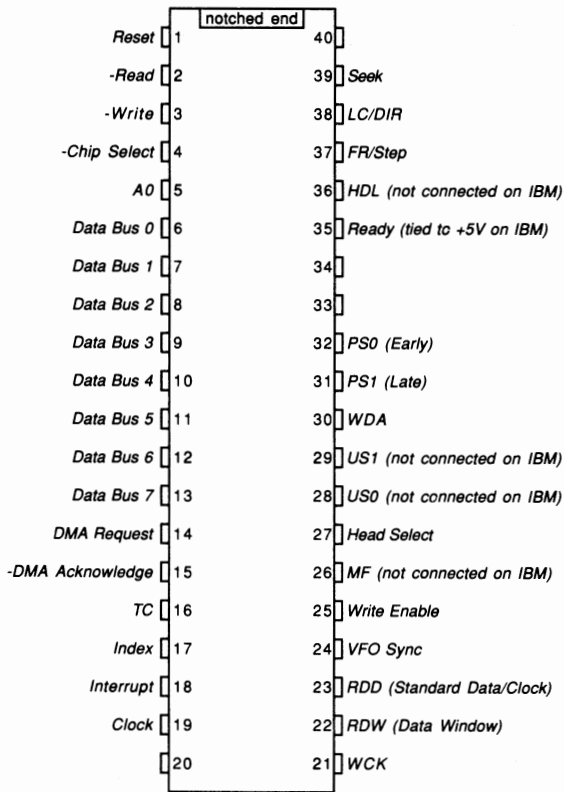 notched end
Reset 1 40
-Read 2 39 Seek
-Write 3 38 LC/DIR
-Chip Select 4 37 FR/Step
A0 5 36 HDL (not connected on IBM)
Data Bus 0 6 35 Ready (tied tc +5V on IBM)
Data Bus 1 7 34
Data Bus 2 8 33
Data Bus 3 9 32 PS0 (Early)
Data Bus 4 10 31 PS1 (Late)
Data Bus 5 11 30 WDA
Data Bus 6 12 29 US1 (not connected on IBM)
Data Bus 7 13 28 US0 (not connected on IBM)
DMA Request 14 27 Head Select
-DMA Acknowledge 15 26 MF (not connected on IBM)
TC 16 25 Write Enable
Index 17 24 VFO Sync
Interrupt 18 23 RDD (Standard Data/Clock)
Clock 19 22 RDW (Data Window)
20 21 WCK